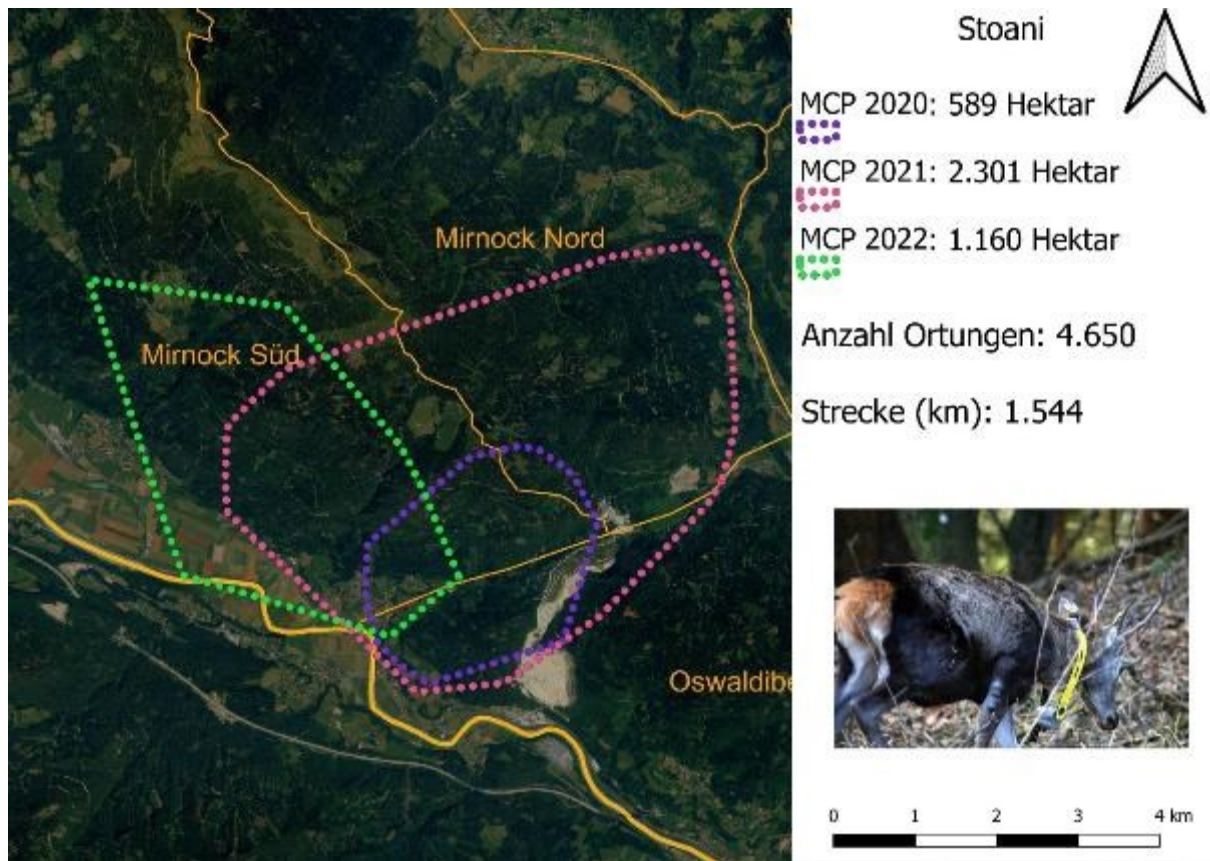 Stoani
MCP 2020: 589 Hektar
MCP 2021: 2.301 Hektar
MCP 2022: 1.160 Hektar
Anzahl Ortungen: 4.650
Strecke (km): 1.544
Mirnock Nord
Mirnock Süd
Oswaldibe
0 1 2 3 4 km